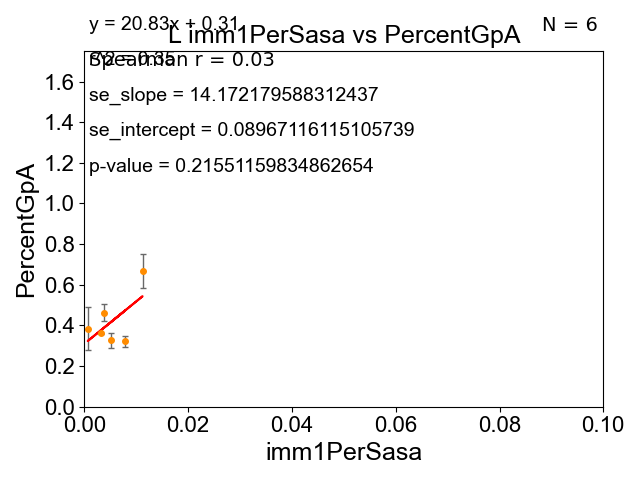 y = 20.83x + 0.31
N = 6
L imm1PerSasa vs PercentGpA
Spearman r = 0.03
se_slope = 14.172179588312437
se_intercept = 0.08967116115105739
p-value = 0.21551159834862654
PercentGpA
1.6
1.4
1.2
1.0
0.8
0.6
0.4
0.2
0.0
0.00 0.02 0.04 0.06 0.08 0.10
imm1PerSasa